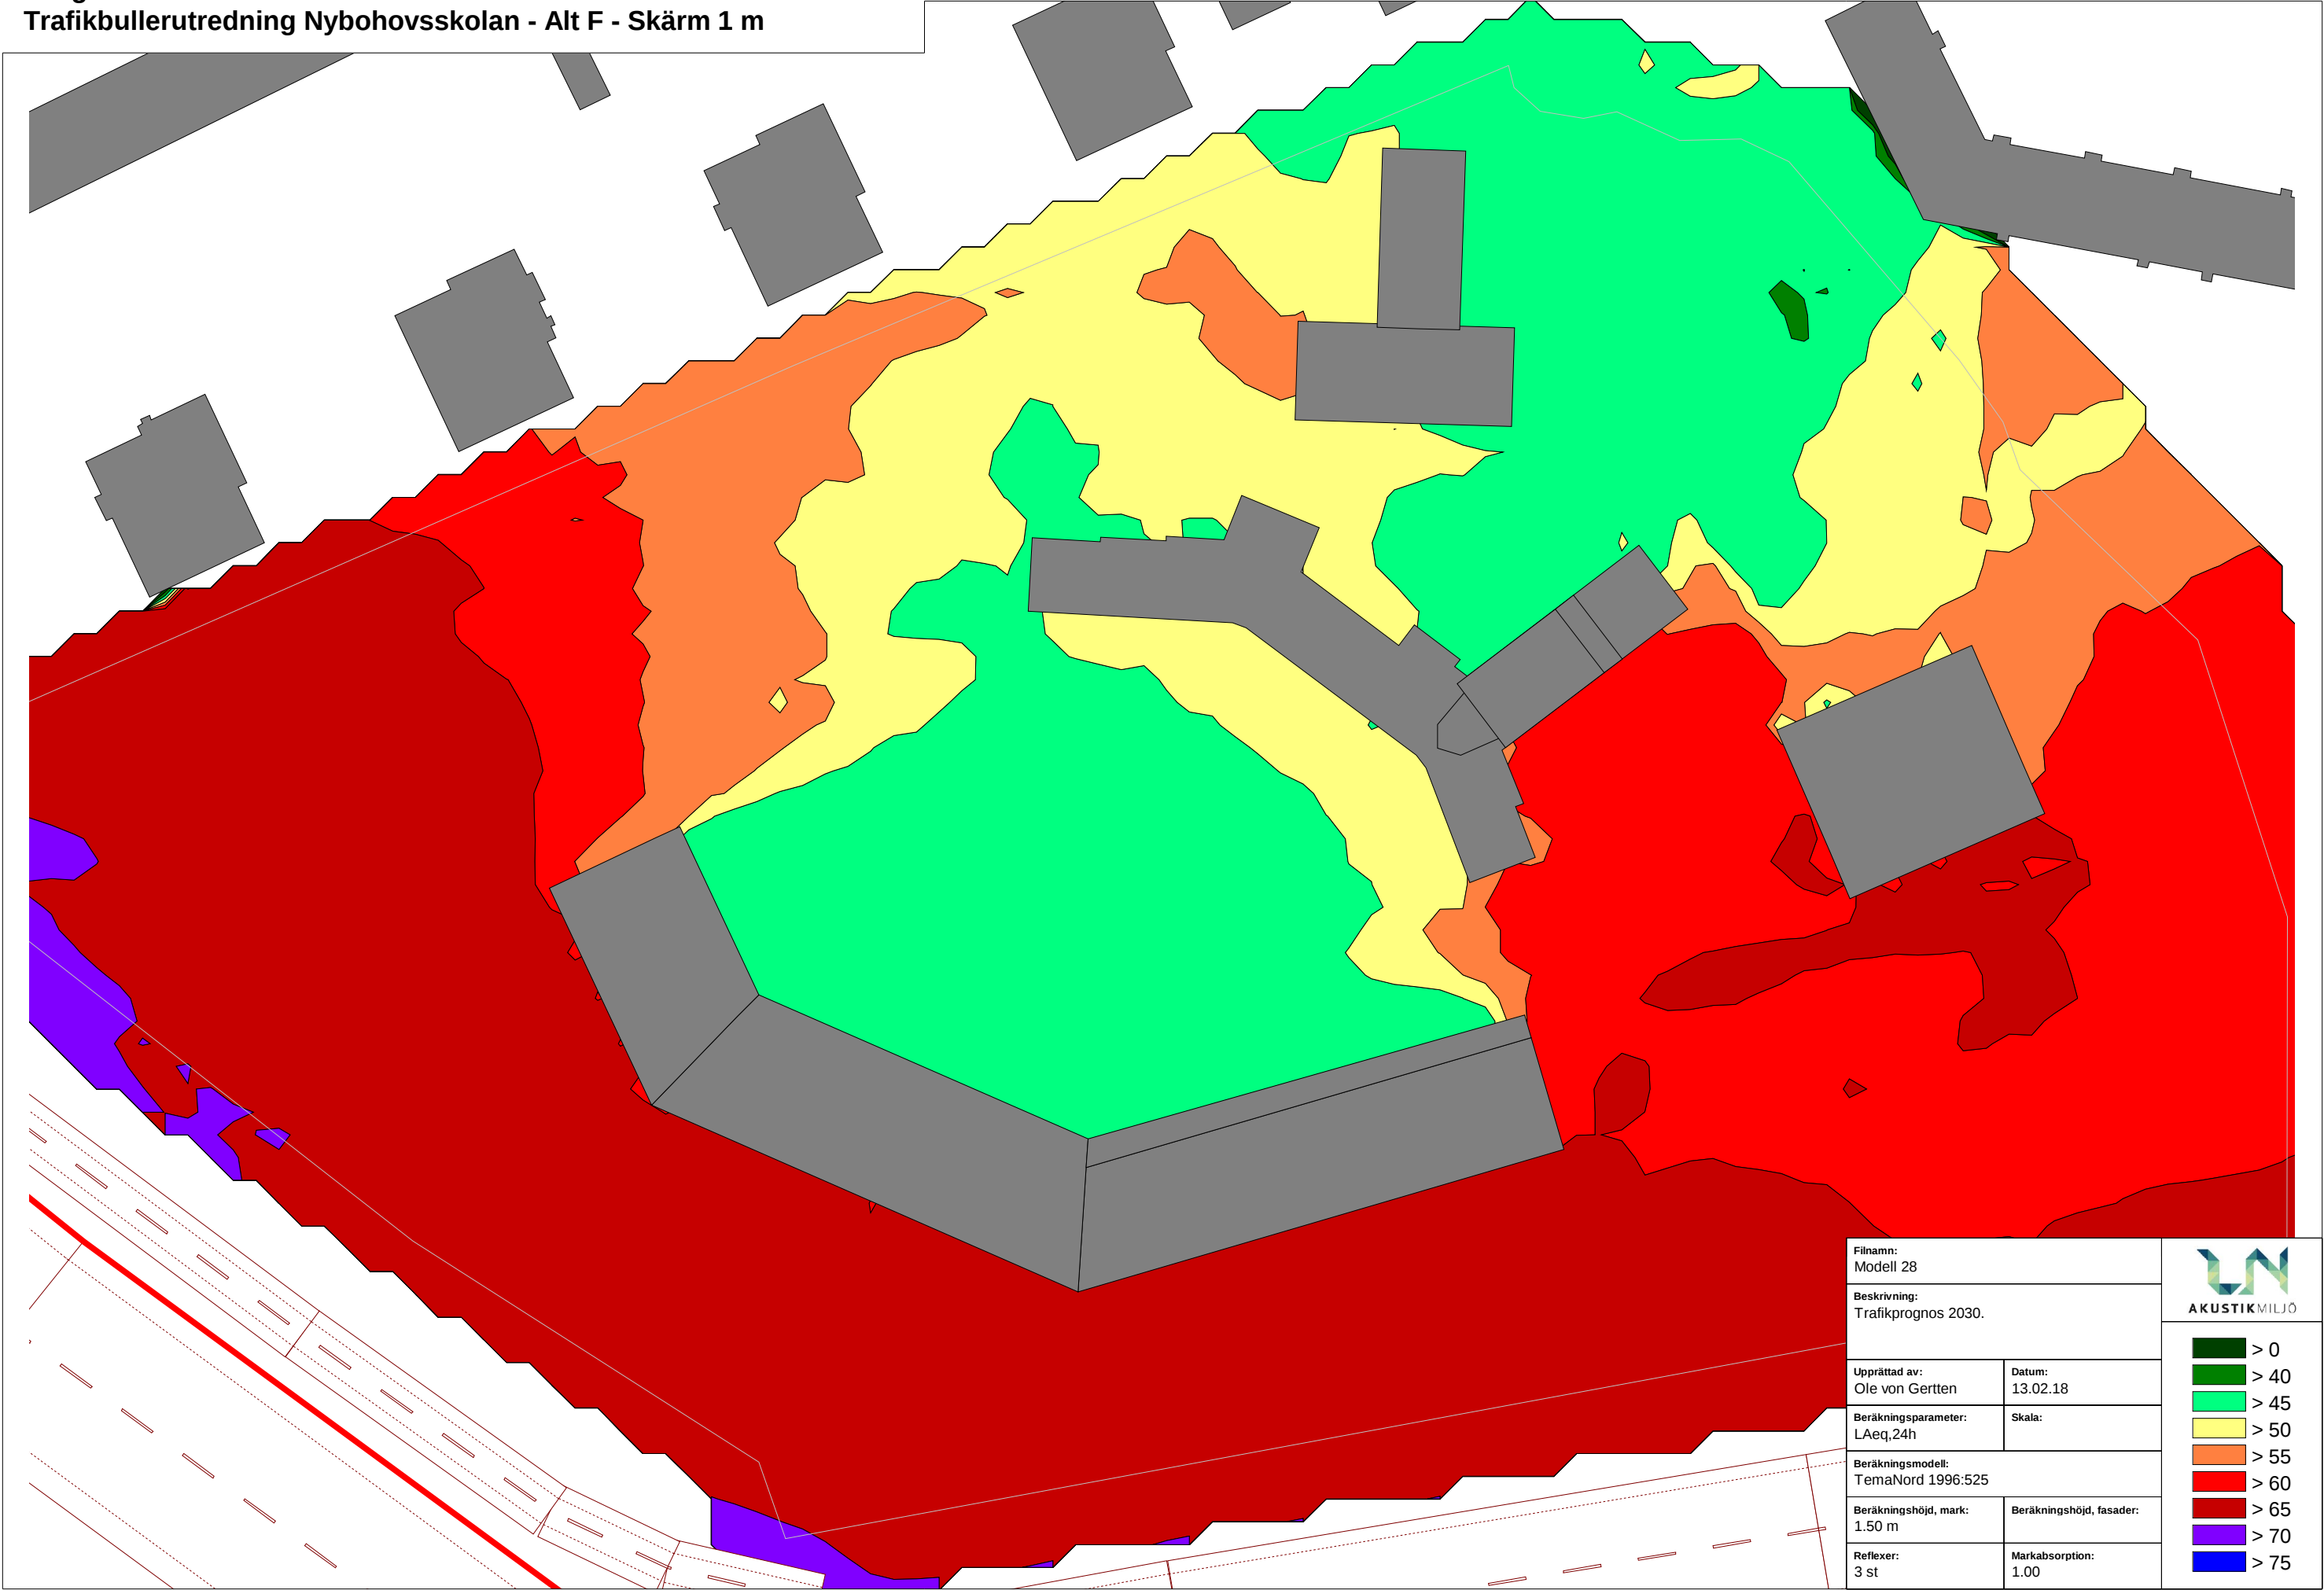 Trafikbullerutredning Nybohovsskolan - Alt F - Skärm 1 m
Filnamn:
Modell 28
Beskrivning:
Trafikprognos 2030.
Upprättad av:
Ole von Gertten
Datum:
13.02.18
Beräkningsparameter:
LAeq,24h
Skala:
Beräkningsmodell:
TemaNord 1996:525
Beräkningshöjd, mark:
1.50 m
Beräkningshöjd, fasader:
Reflexer:
3 st
Markabsorption:
1.00
AKUSTIKMILJÖ
> 0
> 40
> 45
> 50
> 55
> 60
> 65
> 70
> 75